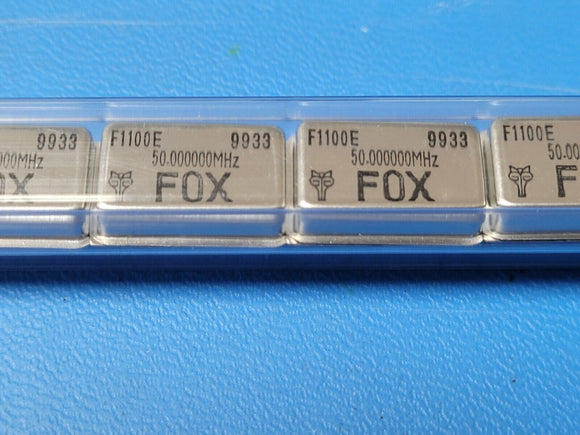 9933
000MHz
OX
F1100E 9933
50.000000MHz
FOX
F1100E 9933
50.000000MHz
FOX
F1100E
50.00
F